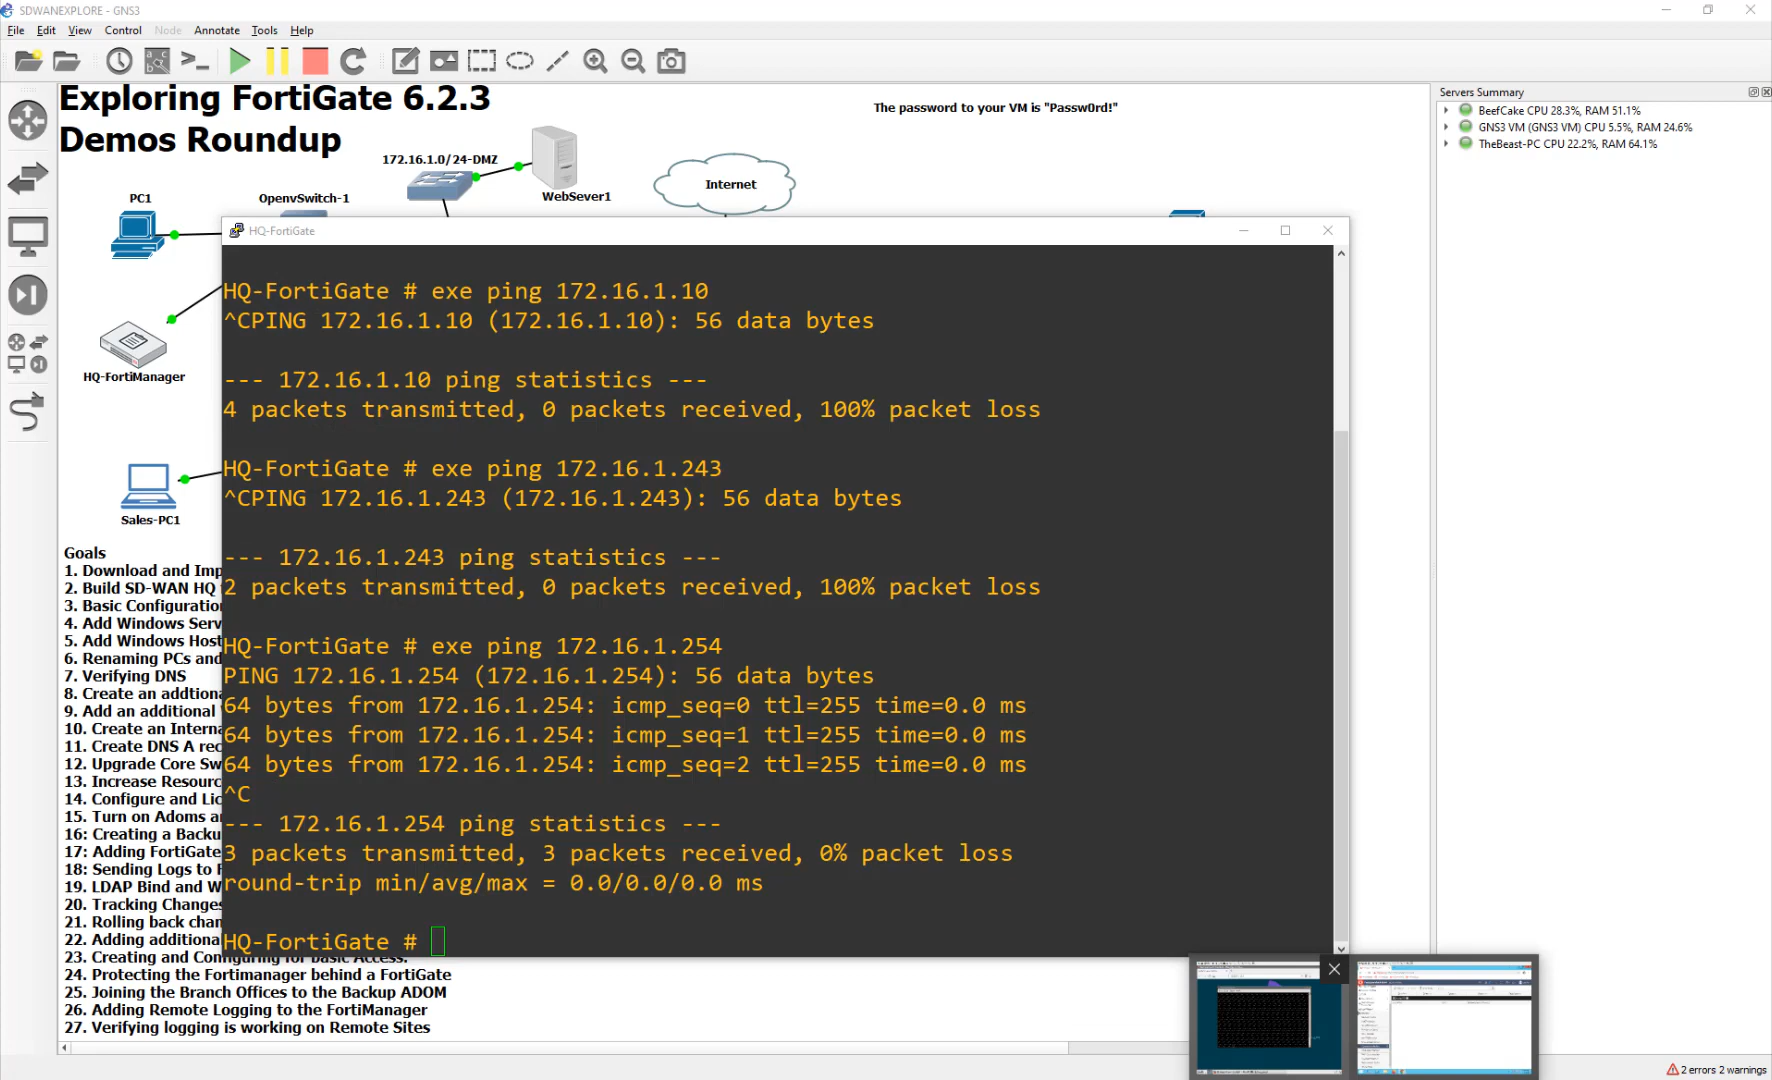 SDWANEXPLORE - GNS3
File Edit View Control Node Annotate Tools Help
Exploring FortiGate 6.2.3
Demos Roundup
The password to your VM is "Passw0rd!"
172.16.1.0/24-DMZ
WebSever1
Internet
PC1
OpenvSwitch-1
HQ-FortiManager
Sales-PC1
Servers Summary
BeefCake CPU 28.3%, RAM 51.1%
GNS3 VM (GNS3 VM) CPU 5.5%, RAM 24.6%
TheBeast-PC CPU 22.2%, RAM 64.1%
HQ-FortiGate
HQ-FortiGate # exe ping 172.16.1.10
^CPING 172.16.1.10 (172.16.1.10): 56 data bytes
--- 172.16.1.10 ping statistics ---
4 packets transmitted, 0 packets received, 100% packet loss
HQ-FortiGate # exe ping 172.16.1.243
^CPING 172.16.1.243 (172.16.1.243): 56 data bytes
--- 172.16.1.243 ping statistics ---
2 packets transmitted, 0 packets received, 100% packet loss
HQ-FortiGate # exe ping 172.16.1.254
PING 172.16.1.254 (172.16.1.254): 56 data bytes
64 bytes from 172.16.1.254: icmp_seq=0 ttl=255 time=0.0 ms
64 bytes from 172.16.1.254: icmp_seq=1 ttl=255 time=0.0 ms
64 bytes from 172.16.1.254: icmp_seq=2 ttl=255 time=0.0 ms
^C
--- 172.16.1.254 ping statistics ---
3 packets transmitted, 3 packets received, 0% packet loss
round-trip min/avg/max = 0.0/0.0/0.0 ms
HQ-FortiGate #
Goals
1. Download and Imp
2. Build SD-WAN HQ
3. Basic Configuration
4. Add Windows Serv
5. Add Windows Host
6. Renaming PCs and
7. Verifying DNS
8. Create an addtiona
9. Add an additional
10. Create an Interna
11. Create DNS A rec
12. Upgrade Core Sw
13. Increase Resourc
14. Configure and Lic
15. Turn on Adoms a
16: Creating a Backu
17: Adding FortiGate
18: Sending Logs to F
19. LDAP Bind and W
20. Tracking Changes
21. Rolling back chan
22. Adding additiona
23. Creating and Configuring for basic Access.
24. Protecting the Fortimanager behind a FortiGate
25. Joining the Branch Offices to the Backup ADOM
26. Adding Remote Logging to the FortiManager
27. Verifying logging is working on Remote Sites
2 errors 2 warnings